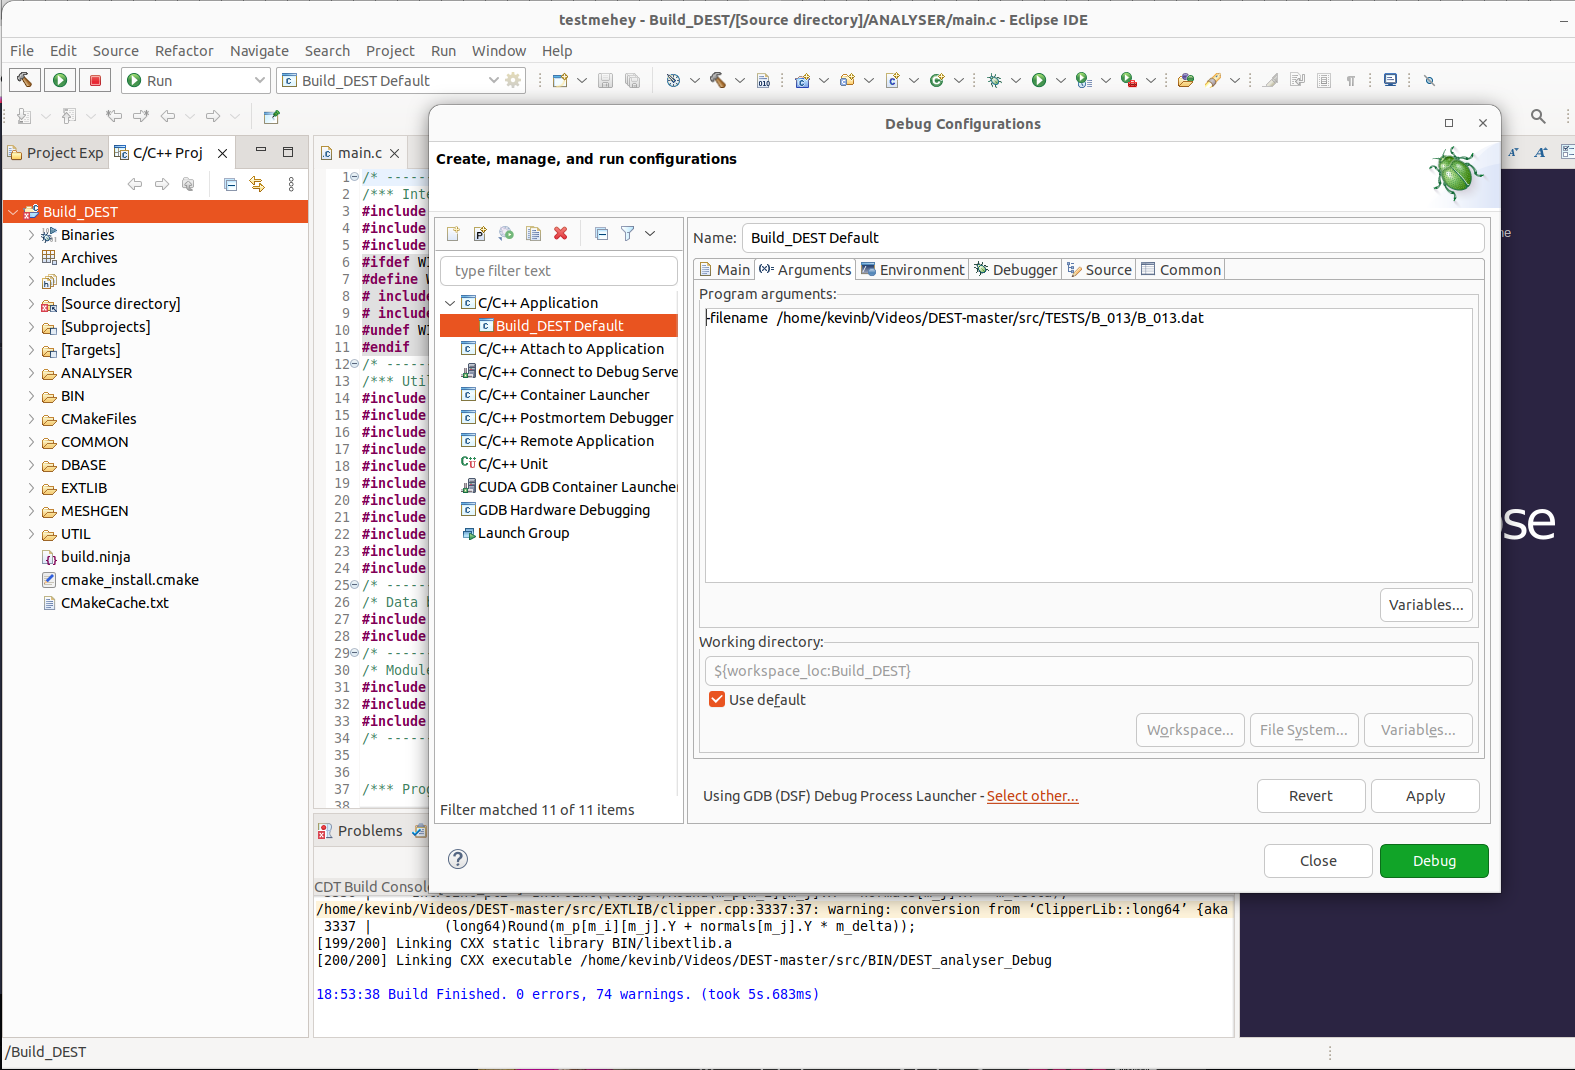 testmehey - Build_DEST/[Source directory]/ANALYSER/main.c - Eclipse IDE
File Edit Source Refactor Navigate Search Project Run Window Help
Run
Build_DEST Default
Project Exp
C/C++ Proj
main.c
Build_DEST
Binaries
Archives
Includes
[Source directory]
[Subprojects]
[Targets]
ANALYSER
BIN
CMakeFiles
COMMON
DBASE
EXTLIB
MESHGEN
UTIL
build.ninja
cmake_install.cmake
CMakeCache.txt
1 /* -----
2 /*** Inte
3 #include
4 #include
5 #include
6 #ifdef W
7 #define W
8 # include
9 # include
10 #undef W
11 #endif
12 /* -----
13 /*** Util
14 #include
15 #include
16 #include
17 #include
18 #include
19 #include
20 #include
21 #include
22 #include
23 #include
24 #include
25 /* -----
26 /* Data
27 #include
28 #include
29 /* -----
30 /* Module
31 #include
32 #include
33 #include
34 /* -----
35
36
37 /*** Prog
38
Debug Configurations
Create, manage, and run configurations
type filter text
C/C++ Application
Build_DEST Default
C/C++ Attach to Application
C/C++ Connect to Debug Serve
C/C++ Container Launcher
C/C++ Postmortem Debugger
C/C++ Remote Application
C/C++ Unit
CUDA GDB Container Launcher
GDB Hardware Debugging
Launch Group
Filter matched 11 of 11 items
Name: Build_DEST Default
Main Arguments Environment Debugger Source Common
Program arguments:
-filename /home/kevinb/Videos/DEST-master/src/TESTS/B_013/B_013.dat
Variables...
Working directory:
${workspace_loc:Build_DEST}
Use default
Workspace... File System... Variables...
Using GDB (DSF) Debug Process Launcher - Select other...
Revert Apply
Close Debug
ne
ose
Problems
CDT Build Consol
/home/kevinb/Videos/DEST-master/src/EXTLIB/clipper.cpp:3337:37: warning: conversion from ‘ClipperLib::long64’ {aka
3337 | (long64)Round(m_p[m_i][m_j].Y + normals[m_j].Y * m_delta));
[199/200] Linking CXX static library BIN/libextlib.a
[200/200] Linking CXX executable /home/kevinb/Videos/DEST-master/src/BIN/DEST_analyser_Debug
18:53:38 Build Finished. 0 errors, 74 warnings. (took 5s.683ms)
/Build_DEST